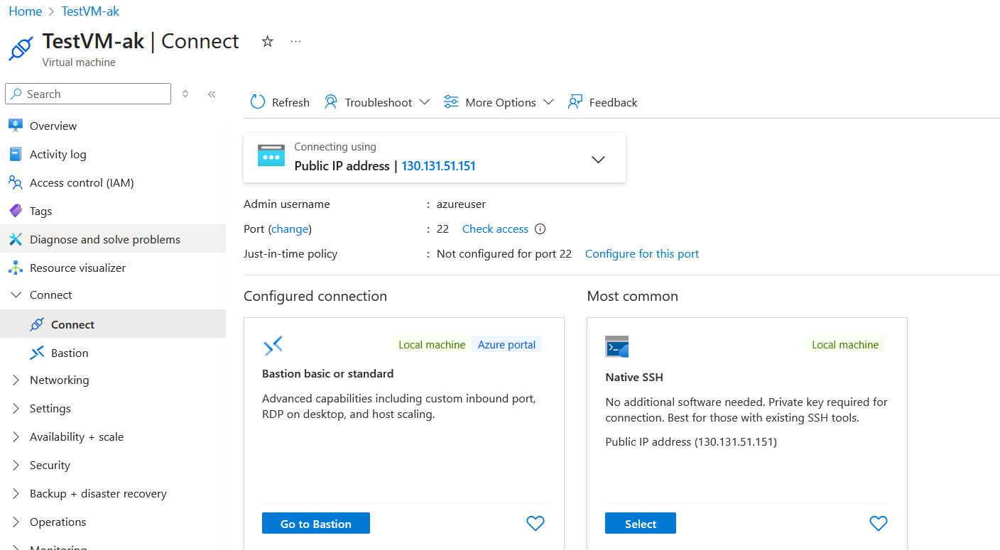 Home > TestVM-ak
TestVM-ak | Connect ☆ ...
Virtual machine
Search
Overview
Activity log
Access control (IAM)
Tags
Diagnose and solve problems
Resource visualizer
Connect
Connect
Bastion
Networking
Settings
Availability + scale
Security
Backup + disaster recovery
Operations
Monitoring
Refresh Troubleshoot More Options Feedback
Connecting using
Public IP address | 130.131.51.151
Admin username : azureuser
Port (change) : 22 Check access
Just-in-time policy : Not configured for port 22 Configure for this port
Configured connection
Local machine Azure portal
Bastion basic or standard
Advanced capabilities including custom inbound port,
RDP on desktop, and host scaling.
Go to Bastion
Most common
Local machine
Native SSH
No additional software needed. Private key required for
connection. Best for those with existing SSH tools.
Public IP address (130.131.51.151)
Select